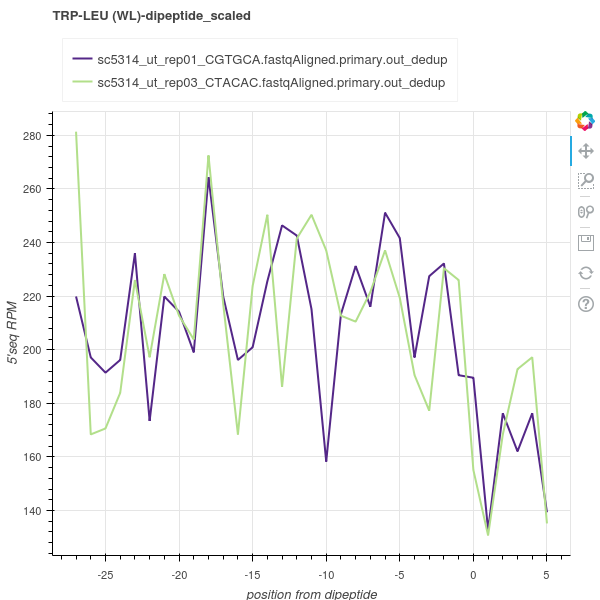 TRP-LEU (WL)-dipeptide_scaled
sc5314_ut_rep01_CGTGCA.fastqAligned.primary.out_dedup
sc5314_ut_rep03_CTACAC.fastqAligned.primary.out_dedup
280
260
240
220
200
180
160
140
5'seq RPM
-25 -20 -15 -10 -5 0 5
position from dipeptide